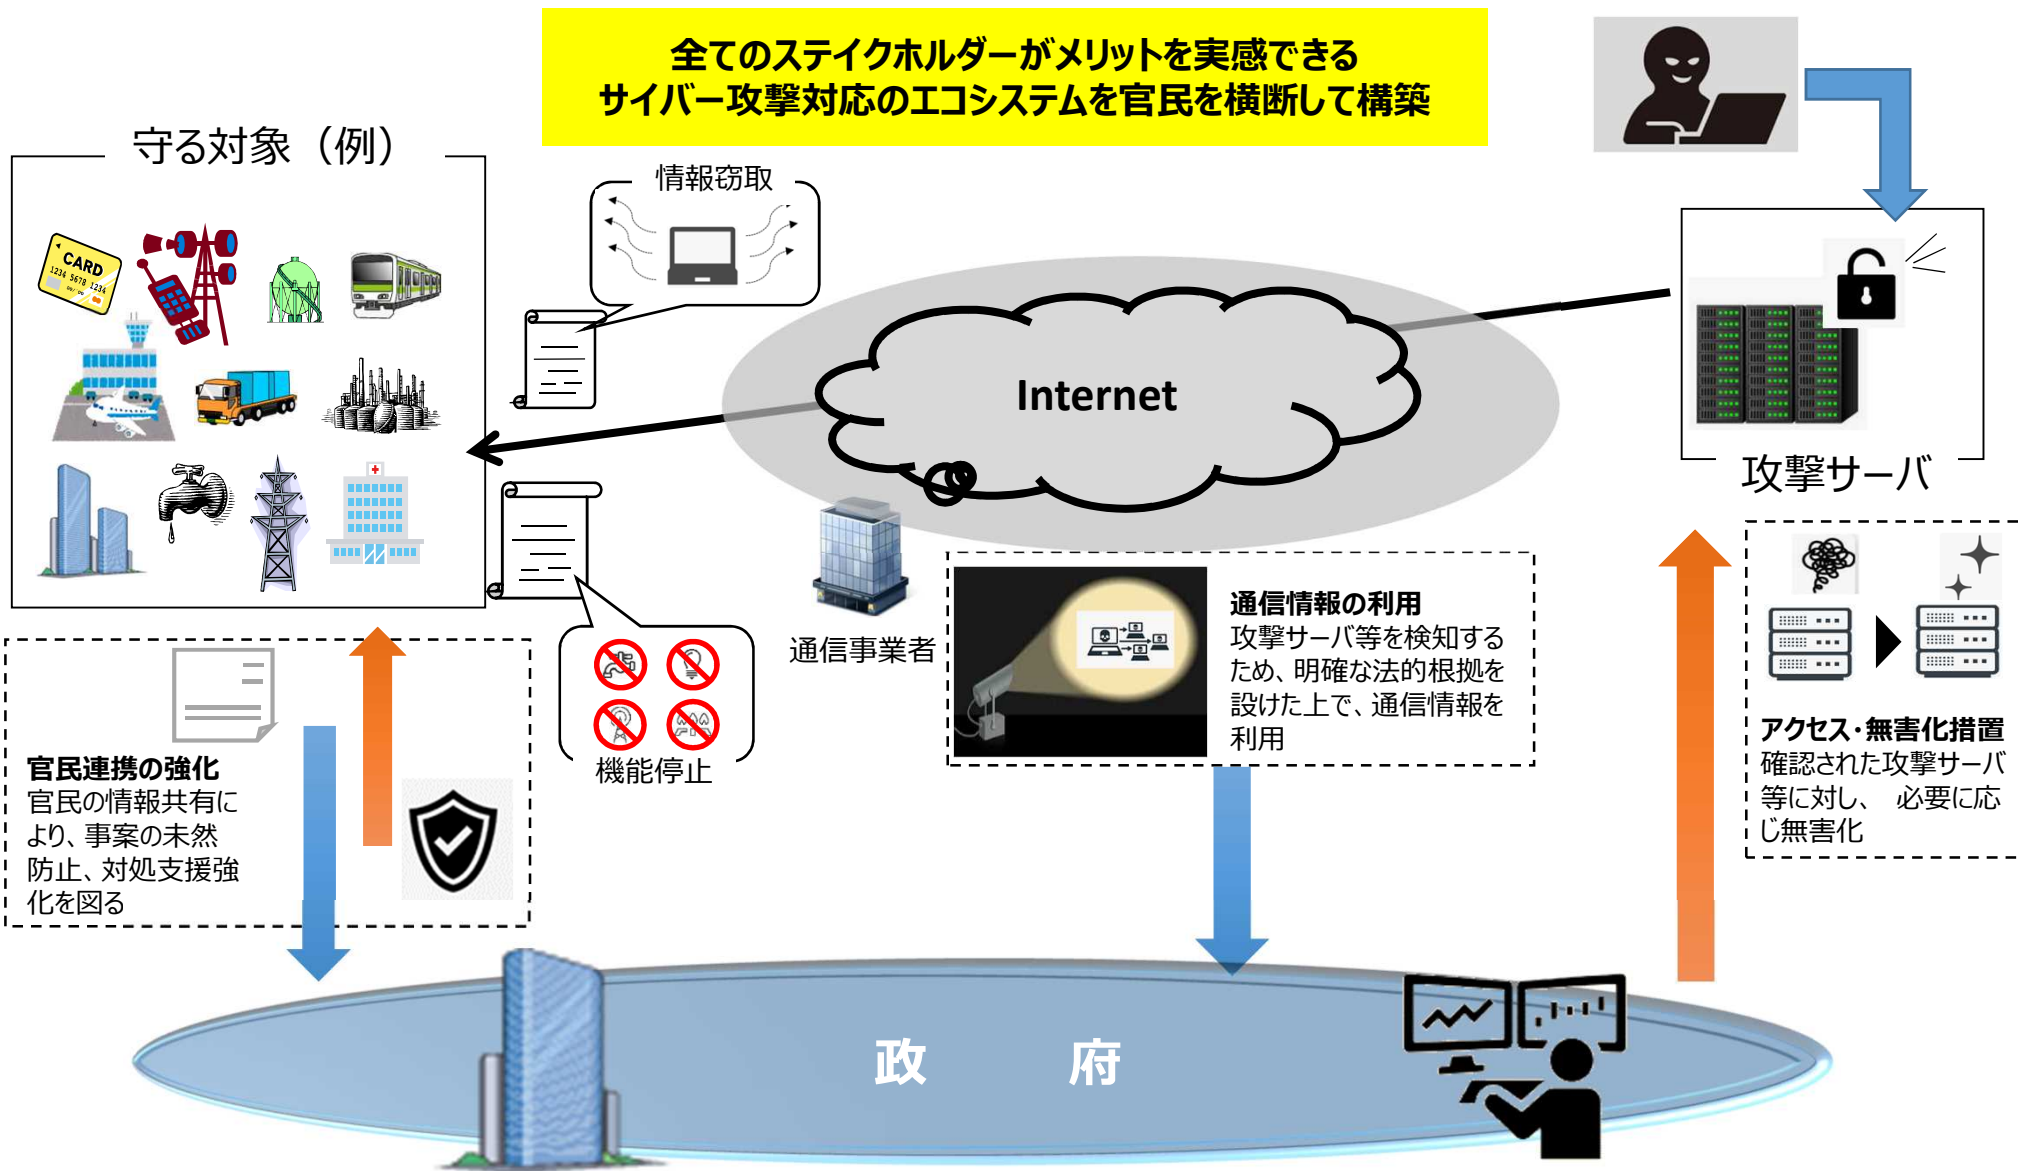 全てのステイクホルダーがメリットを実感できる
サイバー攻撃対応のエコシステムを官民を横断して構築
守る対象（例）
CARD
1234 5678 1234
情報窃取
Internet
攻撃サーバ
通信事業者
機能停止
通信情報の利用
攻撃サーバ等を検知する
ため、明確な法的根拠を
設けた上で、通信情報を
利用
アクセス・無害化措置
確認された攻撃サーバ
等に対し、　必要に応
じ無害化
官民連携の強化
官民の情報共有に
より、事案の未然
防止、対処支援強
化を図る
政　府